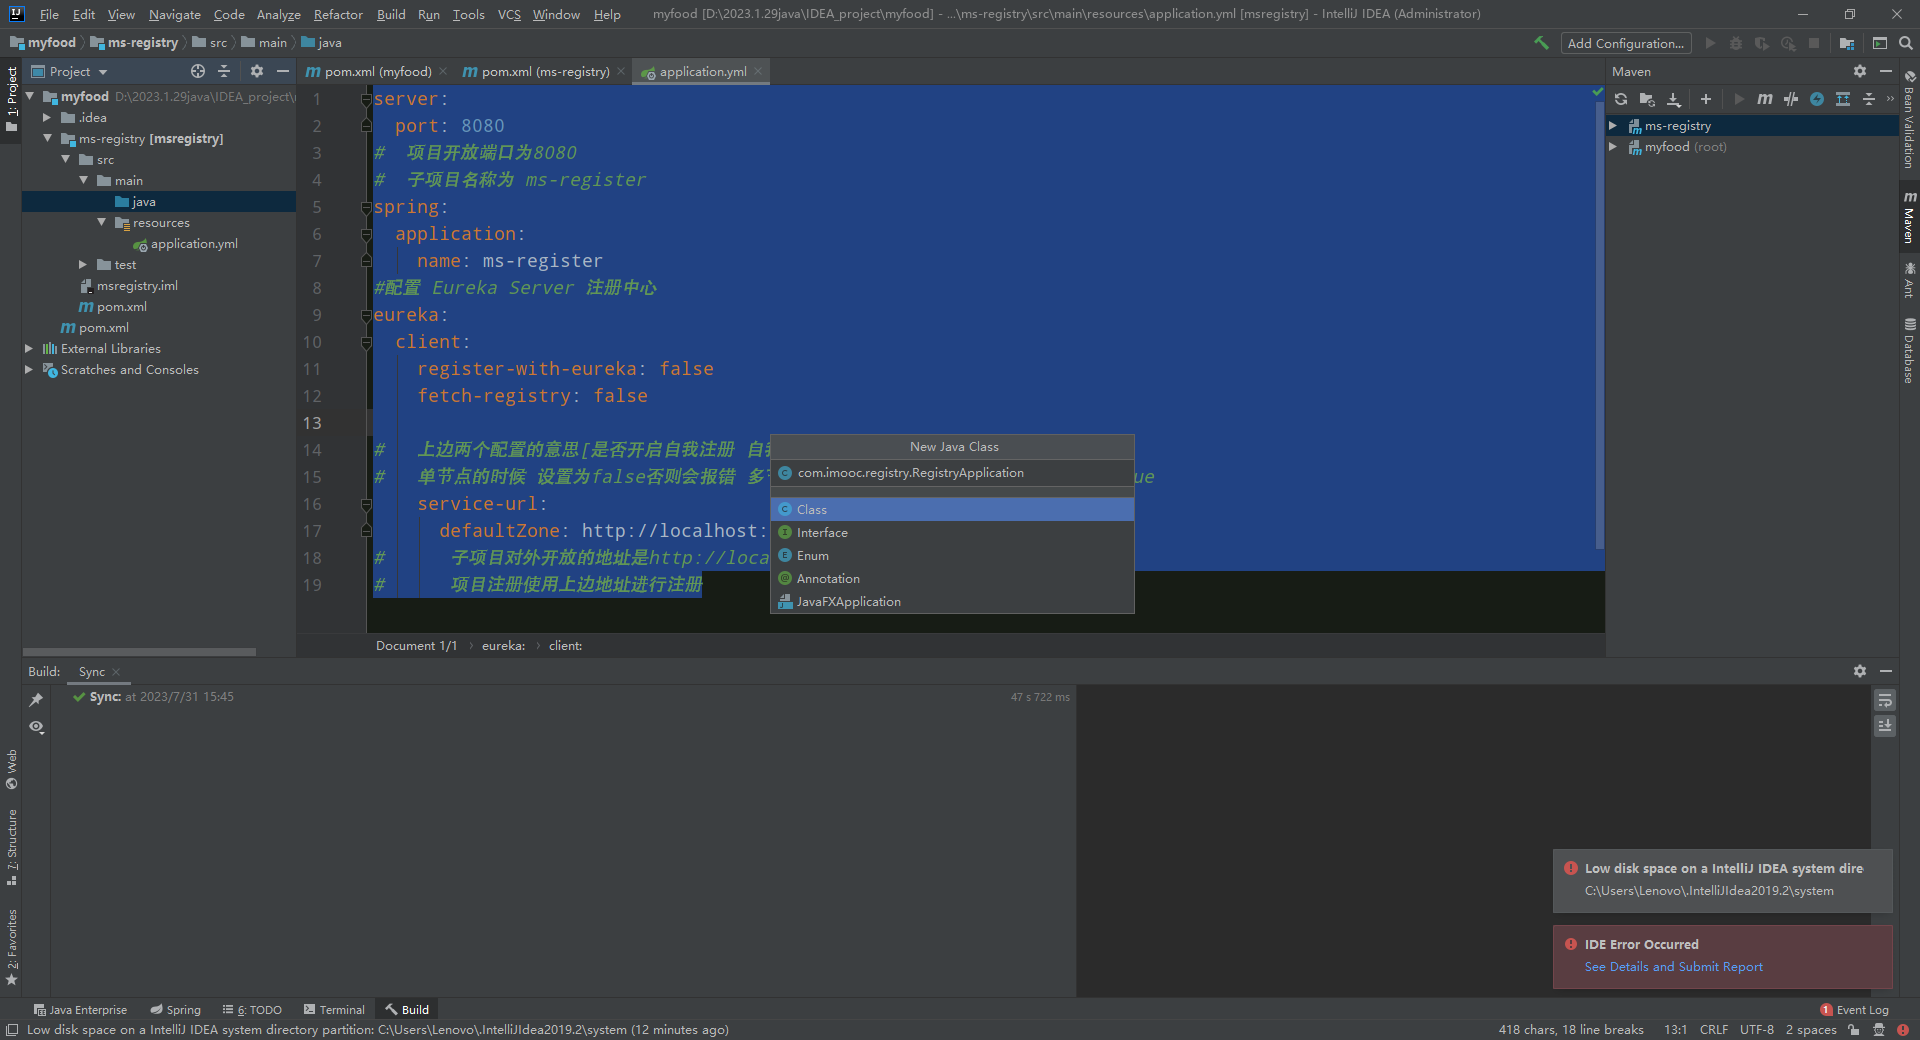 File Edit View Navigate Code Analyze Refactor Build Run Tools VCS Window Help myfood [D:\2023.1.29java\IDEA_project\myfood] - ...\ms-registry\src\main\resources\application.yml [msregistry] - IntelliJ IDEA (Administrator)
myfood ms-registry src main java Add Configuration...
Project pom.xml (myfood) pom.xml (ms-registry) application.yml Maven
1: Project
myfood D:\2023.1.29java\IDEA_project\
.idea
ms-registry [msregistry]
src
main
java
resources
application.yml
test
msregistry.iml
pom.xml
pom.xml
External Libraries
Scratches and Consoles
1 server:
2 port: 8080
3 # 项目开放端口为8080
4 # 子项目名称为 ms-register
5 spring:
6 application:
7 name: ms-register
8 #配置 Eureka Server 注册中心
9 eureka:
10 client:
11 register-with-eureka: false
12 fetch-registry: false
13
14 # 上边两个配置的意思[是否开启自我注册 自
15 # 单节点的时候 设置为false否则会报错 多 ue
16 service-url:
17 defaultZone: http://localhost:
18 # 子项目对外开放的地址是http://loca
19 # 项目注册使用上边地址进行注册
New Java Class
com.imooc.registry.RegistryApplication
Class
Interface
Enum
Annotation
JavaFXApplication
Document 1/1 eureka: client:
ms-registry
myfood (root)
Bean Validation
Maven
Ant
Database
Build: Sync
Sync: at 2023/7/31 15:45 47 s 722 ms
Web
7: Structure
2: Favorites
Low disk space on a IntelliJ IDEA system dire
C:\Users\Lenovo\.IntelliJIdea2019.2\system
IDE Error Occurred
See Details and Submit Report
Java Enterprise Spring 6: TODO Terminal Build 1 Event Log
Low disk space on a IntelliJ IDEA system directory partition: C:\Users\Lenovo\.IntelliJIdea2019.2\system (12 minutes ago) 418 chars, 18 line breaks 13:1 CRLF UTF-8 2 spaces